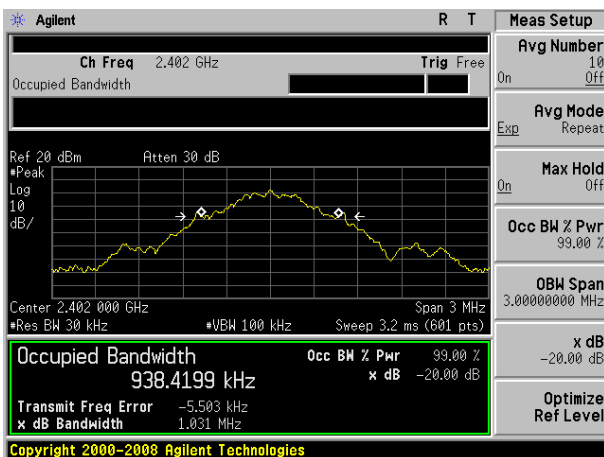 Agilent R T Meas Setup
Ch Freq 2.402 GHz Trig Free
Occupied Bandwidth
Avg Number
10
On Off
Avg Mode
Exp Repeat
Max Hold
On Off
Occ BW % Pwr
99.00 %
OBW Span
3.00000000 MHz
x dB
-20.00 dB
Optimize
Ref Level
Ref 20 dBm Atten 30 dB
#Peak
Log
10
dB/
Center 2.402 000 GHz Span 3 MHz
#Res BW 30 kHz #VBW 100 kHz Sweep 3.2 ms (601 pts)
Occupied Bandwidth Occ BW % Pwr 99.00 %
938.4199 kHz x dB -20.00 dB
Transmit Freq Error -5.503 kHz
x dB Bandwidth 1.031 MHz
Copyright 2000-2008 Agilent Technologies